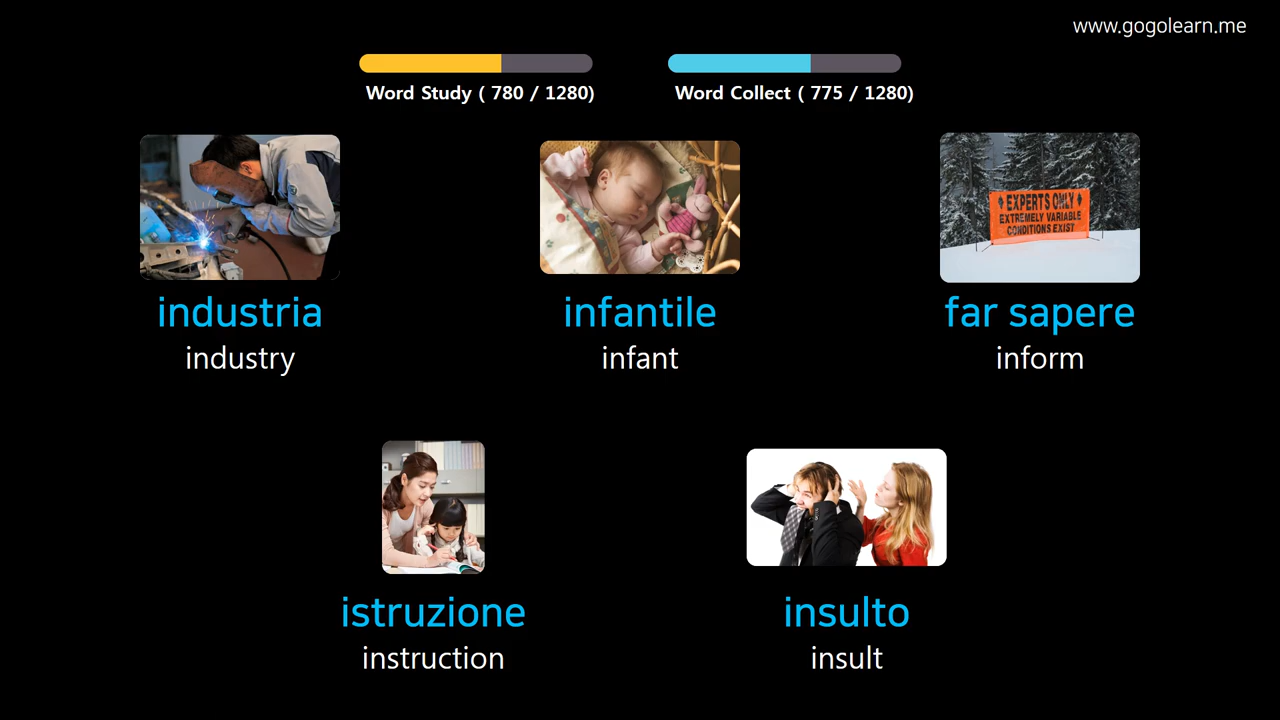 www.gogolearn.me
Word Study ( 780 / 1280)
Word Collect ( 775 / 1280)
EXPERTS ONLY
EXTREMELY VARIABLE
CONDITIONS EXIST
industria
industry
infantile
infant
far sapere
inform
istruzione
instruction
insulto
insult